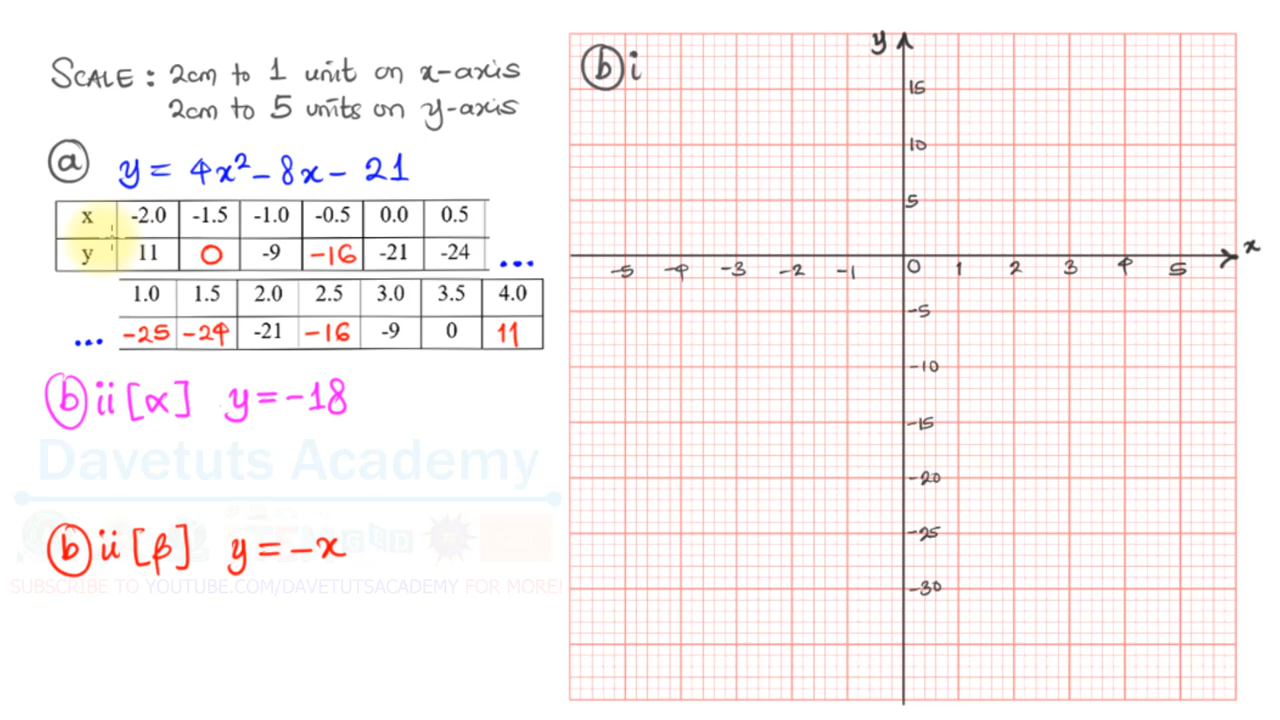 SCALE: 2cm to 1 unit on x-axis
2cm to 5 units on y-axis
(a) y = 4x² - 8x - 21
x -2.0 -1.5 -1.0 -0.5 0.0 0.5
y 11 0 -9 -16 -21 -24 ...
1.0 1.5 2.0 2.5 3.0 3.5 4.0
... -25 -24 -21 -16 -9 0 11
(b) ii [α] y = -18
Davetuts Academy
(b) ii [β] y = -x
SUBSCRIBE TO YOUTUBE.COM/DAVETUTSACADEMY FOR MORE!
(b) i
y
15
10
5
x
-5 -4 -3 -2 -1 0 1 2 3 4 5
-5
-10
-15
-20
-25
-30